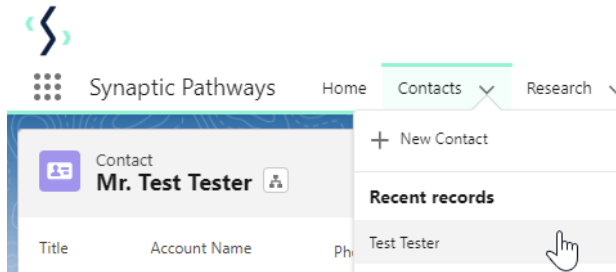 Synaptic Pathways Home Contacts Research
New Contact
Contact
Mr. Test Tester
Recent records
Title Account Name
Test Tester